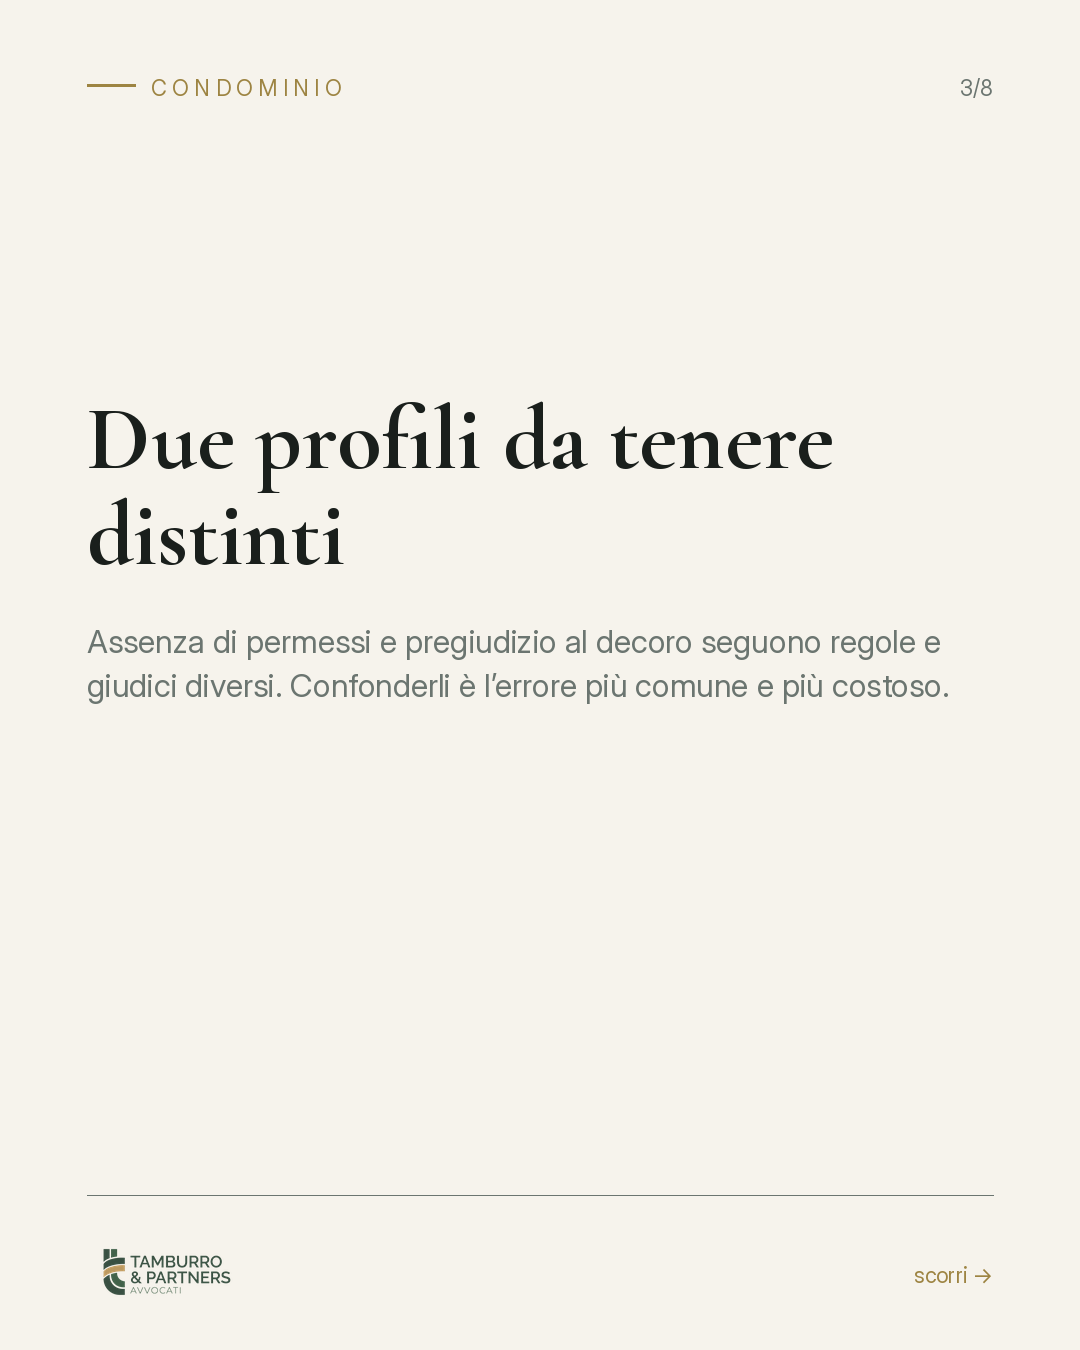 CONDOMINIO
3/8
Due profili da tenere
distinti
Assenza di permessi e pregiudizio al decoro seguono regole e
giudici diversi. Confonderli è l’errore più comune e più costoso.
TAMBURRO
& PARTNERS
AVVOCATI
scorri →